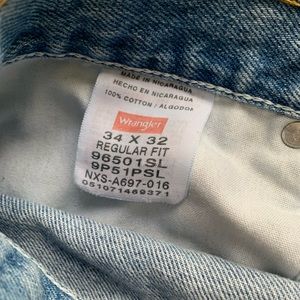 MADE IN NICARAGUA
HECHO EN NICARAGUA
100% COTTON / ALGODON
Wrangler
34 X 32
REGULAR FIT
96501SL
9P51PSL
NXS-A697-016
051071469371